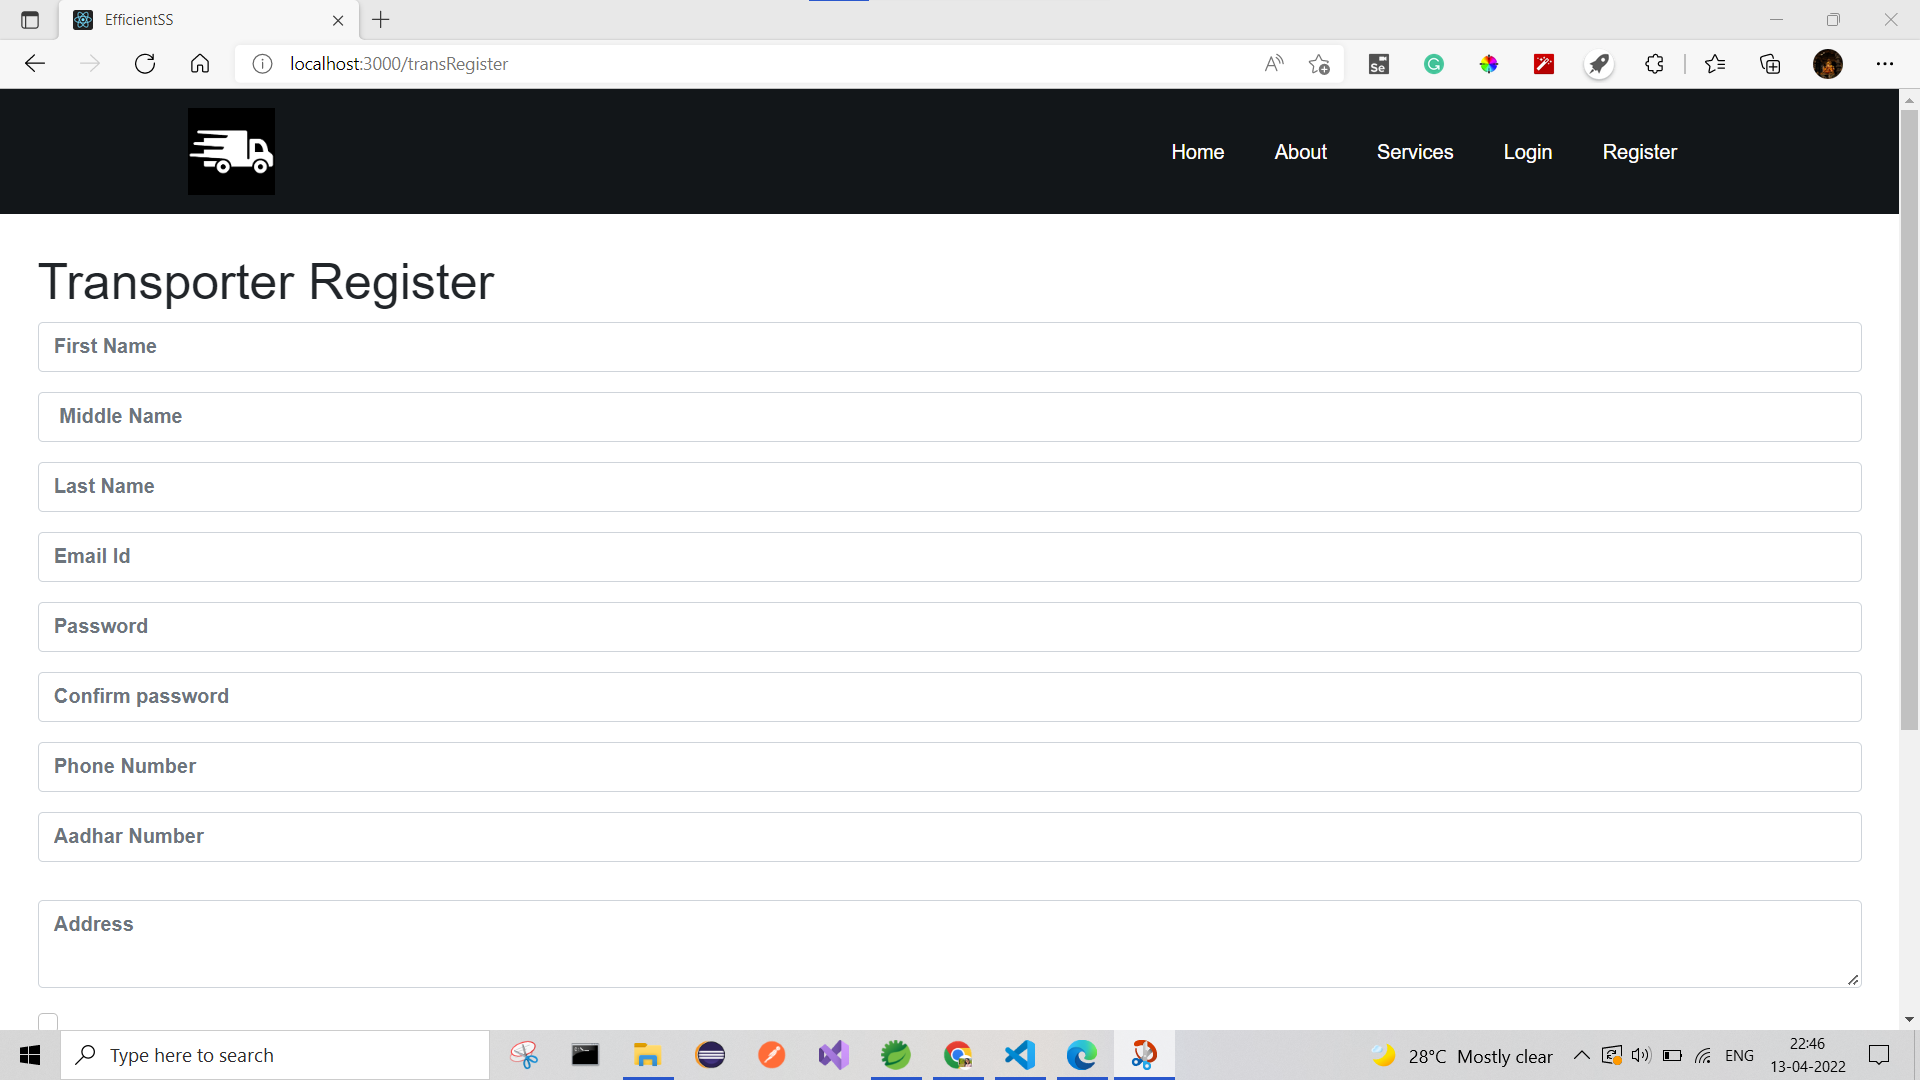 EfficientSS
localhost:3000/transRegister
Home About Services Login Register
Transporter Register
First Name
Middle Name
Last Name
Email Id
Password
Confirm password
Phone Number
Aadhar Number
Address
Type here to search
28°C Mostly clear
ENG
22:46
13-04-2022